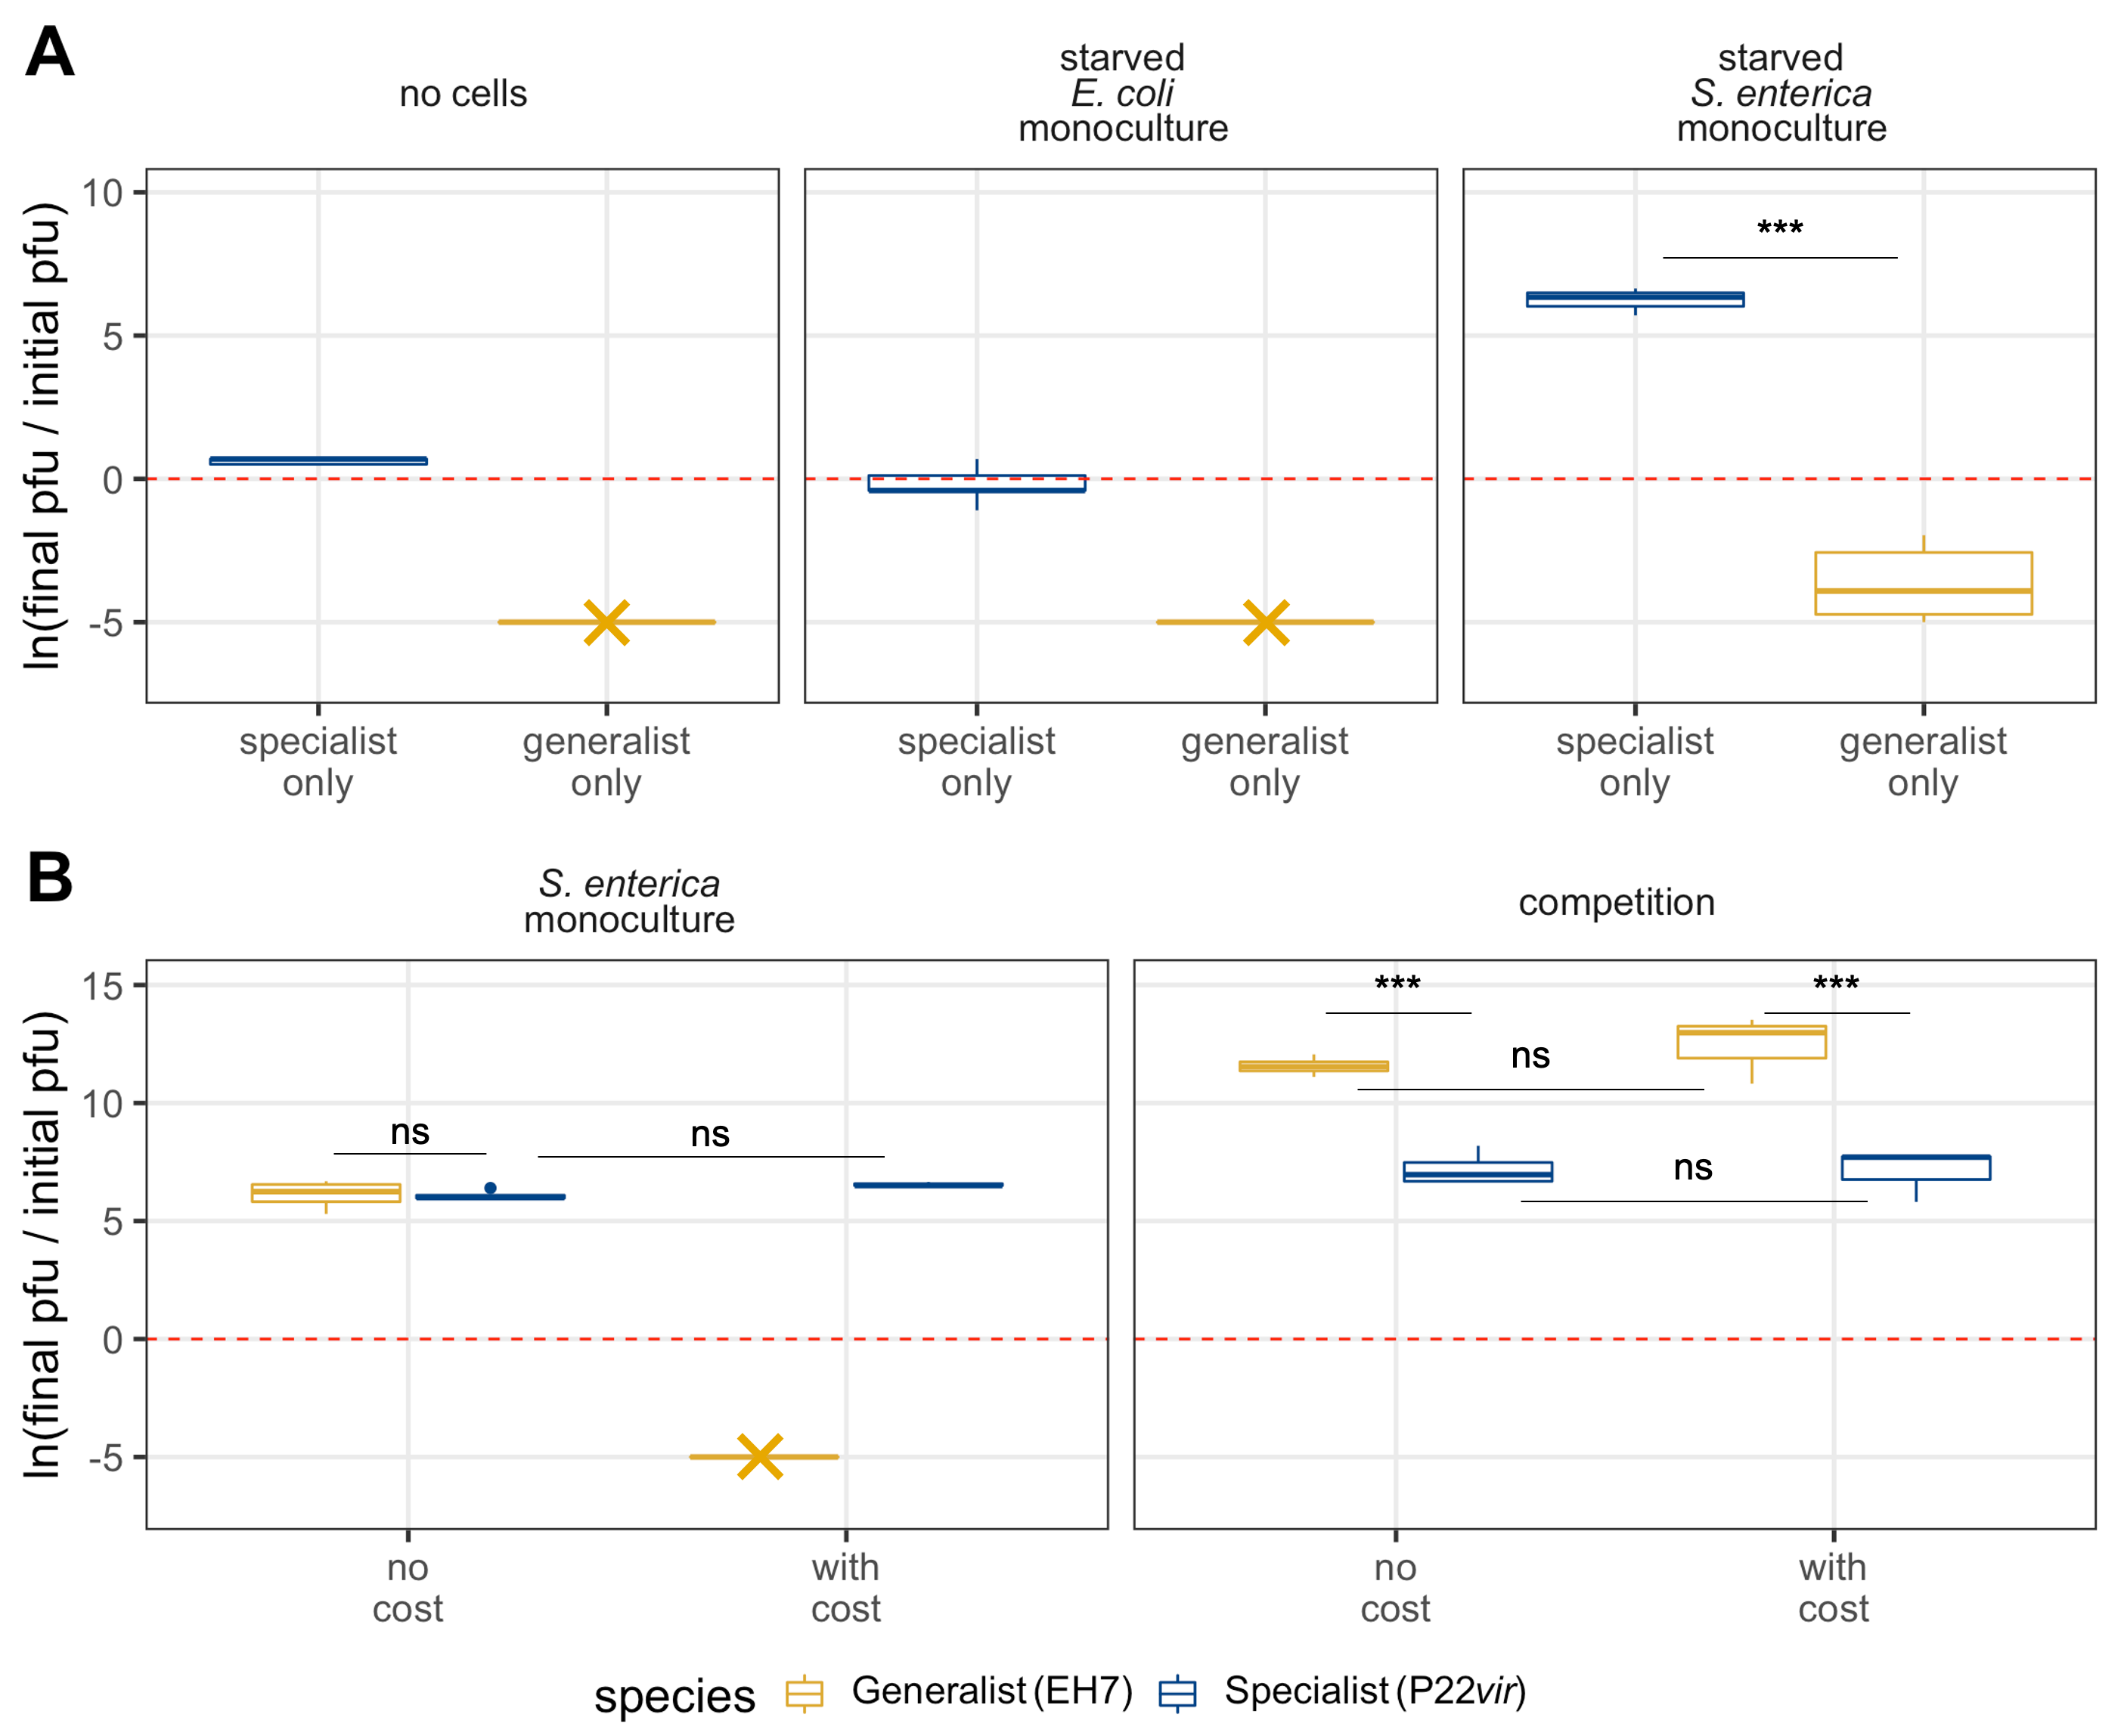 A
no cells
starved
E. coli
monoculture
starved
S. enterica
monoculture
ln(final pfu / initial pfu)
10
5
0
-5
***
specialist
only
generalist
only
specialist
only
generalist
only
specialist
only
generalist
only
B
S. enterica
monoculture
competition
ln(final pfu / initial pfu)
15
10
5
0
-5
ns
ns
***
***
ns
ns
no
cost
with
cost
no
cost
with
cost
species Generalist (EH7) Specialist (P22vir)